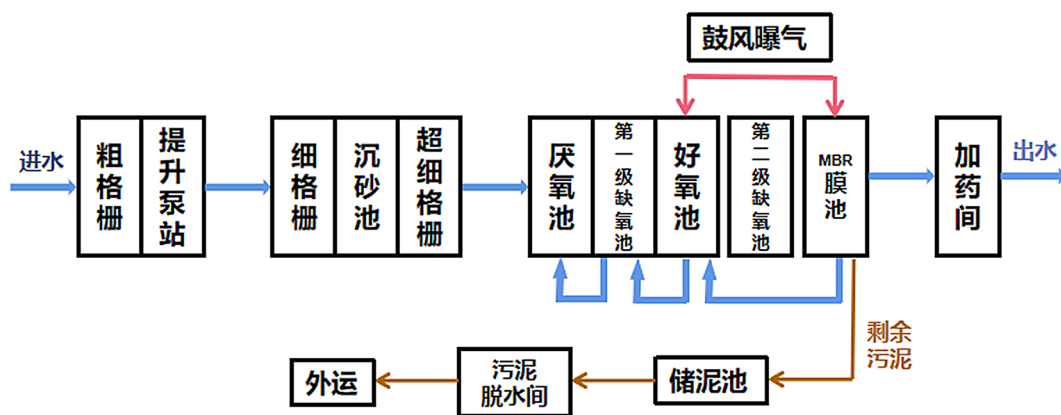 鼓风曝气
进水
粗格栅
提升泵站
细格栅
沉砂池
超细格栅
厌氧池
第一级缺氧池
好氧池
第二级缺氧池
MBR
膜池
加药间
出水
剩余
污泥
外运
污泥
脱水间
储泥池